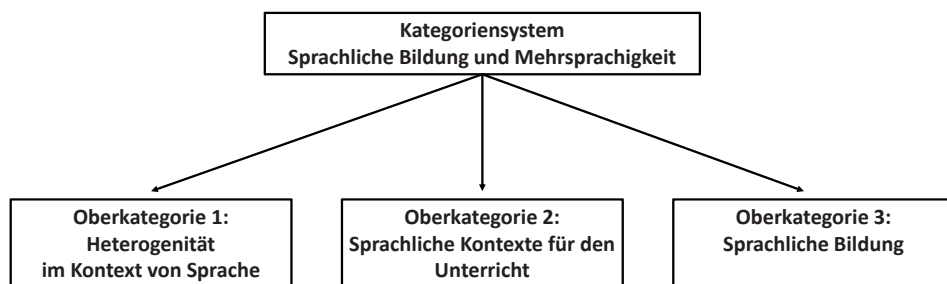 Kategoriensystem
Sprachliche Bildung und Mehrsprachigkeit
Oberkategorie 1:
Heterogenität
im Kontext von Sprache
Oberkategorie 2:
Sprachliche Kontexte für den
Unterricht
Oberkategorie 3:
Sprachliche Bildung